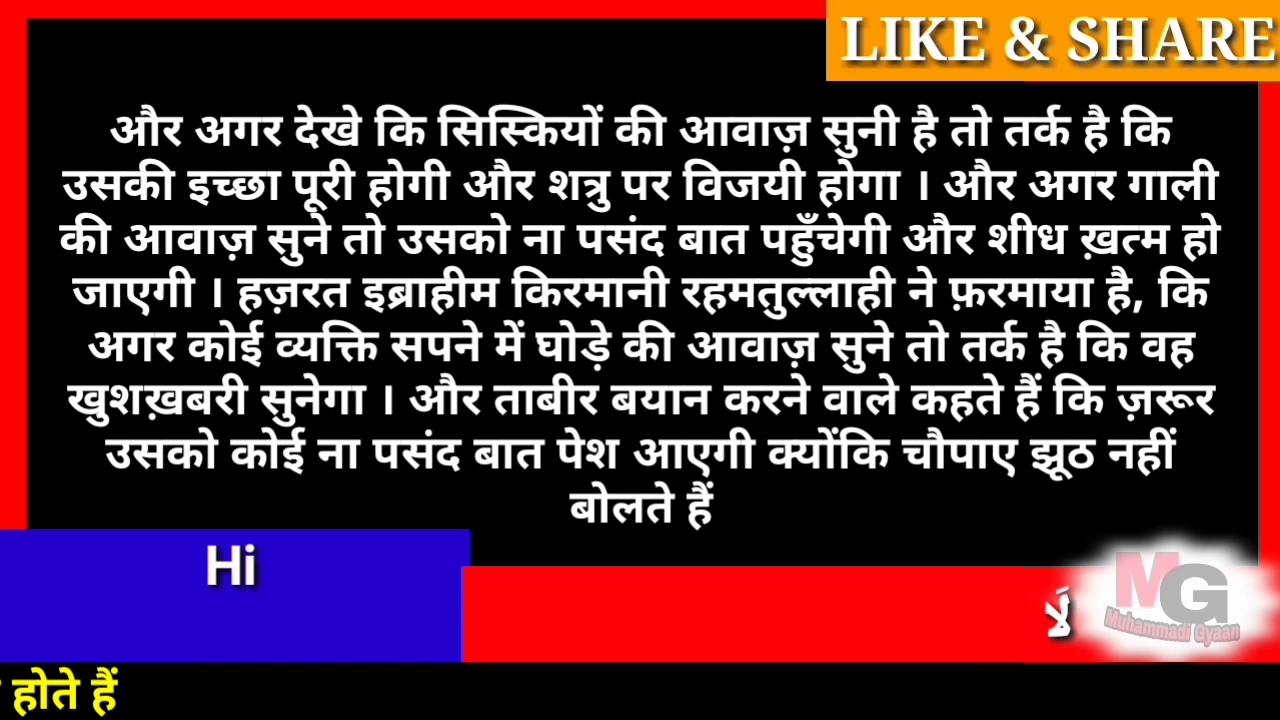 LIKE & SHARE
और अगर देखे कि सिस्कियों की आवाज़ सुनी है तो तर्क है कि
उसकी इच्छा पूरी होगी और शत्रु पर विजयी होगा । और अगर गाली
की आवाज़ सुने तो उसको ना पसंद बात पहुँचेगी और शीध ख़त्म हो
जाएगी । हज़रत इब्राहीम किरमानी रहमतुल्लाही ने फ़रमाया है, कि
अगर कोई व्यक्ति सपने में घोड़े की आवाज़ सुने तो तर्क है कि वह
खुशख़बरी सुनेगा । और ताबीर बयान करने वाले कहते हैं कि ज़रूर
उसको कोई ना पसंद बात पेश आएगी क्योंकि चौपाए झूठ नहीं
बोलते हैं
Hi
لَا
MG
Muhammadi Gyaan
होते हैं